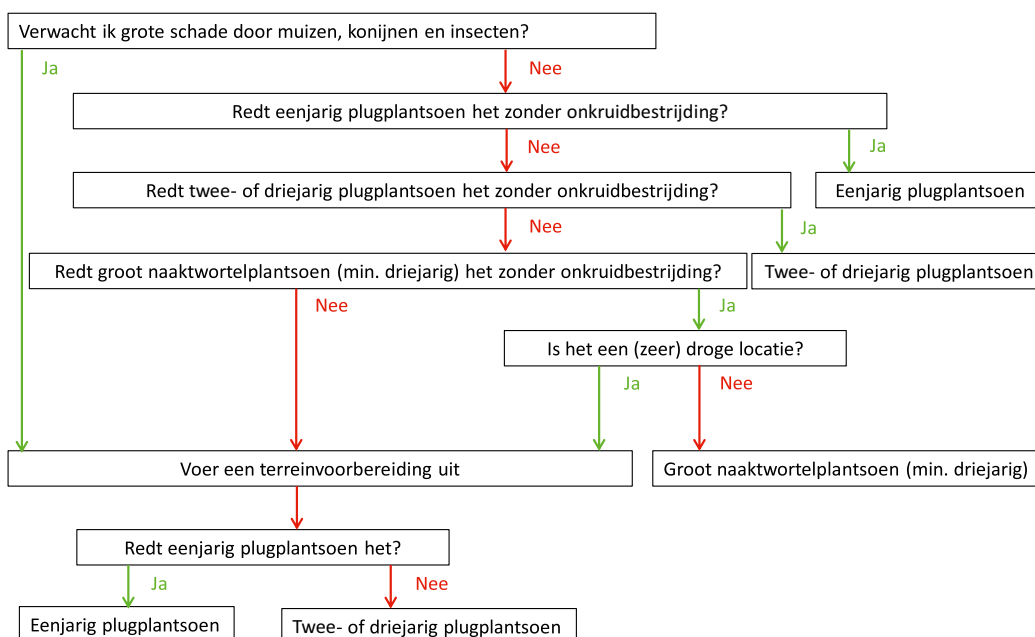 Verwacht ik grote schade door muizen, konijnen en insecten?
Ja
Nee
Redt eenjarig plugplantsoen het zonder onkruidbestrijding?
Nee
Ja
Redt twee- of driejarig plugplantsoen het zonder onkruidbestrijding?
Eenjarig plugplantsoen
Nee
Ja
Redt groot naaktwortelplantsoen (min. driejarig) het zonder onkruidbestrijding?
Twee- of driejarig plugplantsoen
Nee
Ja
Is het een (zeer) droge locatie?
Ja
Nee
Voer een terreinvoorbereiding uit
Groot naaktwortelplantsoen (min. driejarig)
Redt eenjarig plugplantsoen het?
Ja
Nee
Eenjarig plugplantsoen
Twee- of driejarig plugplantsoen